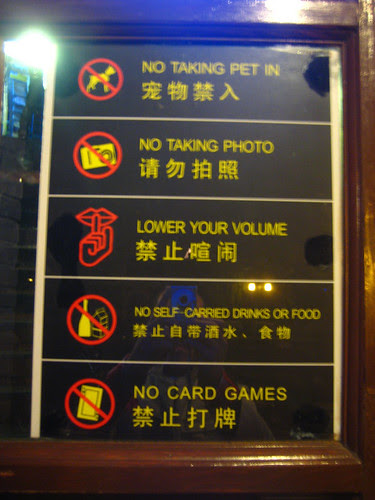 NO TAKING PET IN
宠物禁入
NO TAKING PHOTO
请勿拍照
LOWER YOUR VOLUME
禁止喧闹
NO SELF-CARRIED DRINKS OR FOOD
禁止自带酒水、食物
NO CARD GAMES
禁止打牌